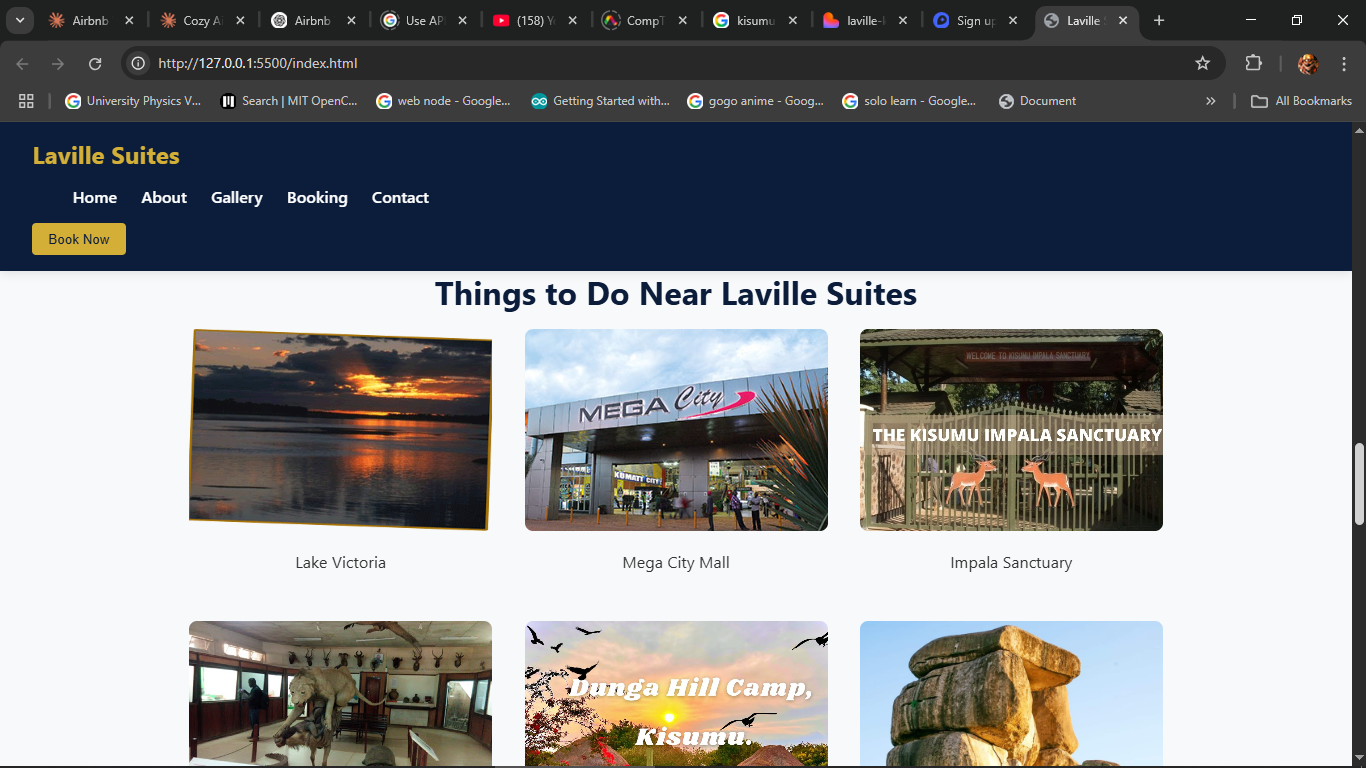 Airbnb
Cozy Ai
Airbnb
Use AP
(158) Yo
CompT
kisumu
laville-l
Sign up
Laville S
http://127.0.0.1:5500/index.html
University Physics V...
Search | MIT OpenC...
web node - Google...
Getting Started with...
gogo anime - Goog...
solo learn - Google...
Document
All Bookmarks
Laville Suites
Home
About
Gallery
Booking
Contact
Book Now
Things to Do Near Laville Suites
MEGA City
KUMATT CITY
WELCOME TO KISUMU IMPALA SANCTUARY
THE KISUMU IMPALA SANCTUARY
Lake Victoria
Mega City Mall
Impala Sanctuary
Dunga Hill Camp,
Kisumu.